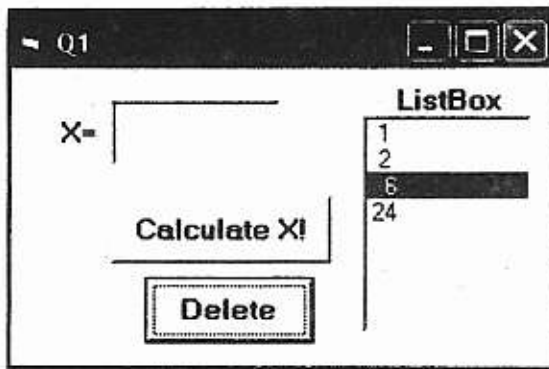 Q1
X=
ListBox
1
2
6
24
Calculate X!
Delete